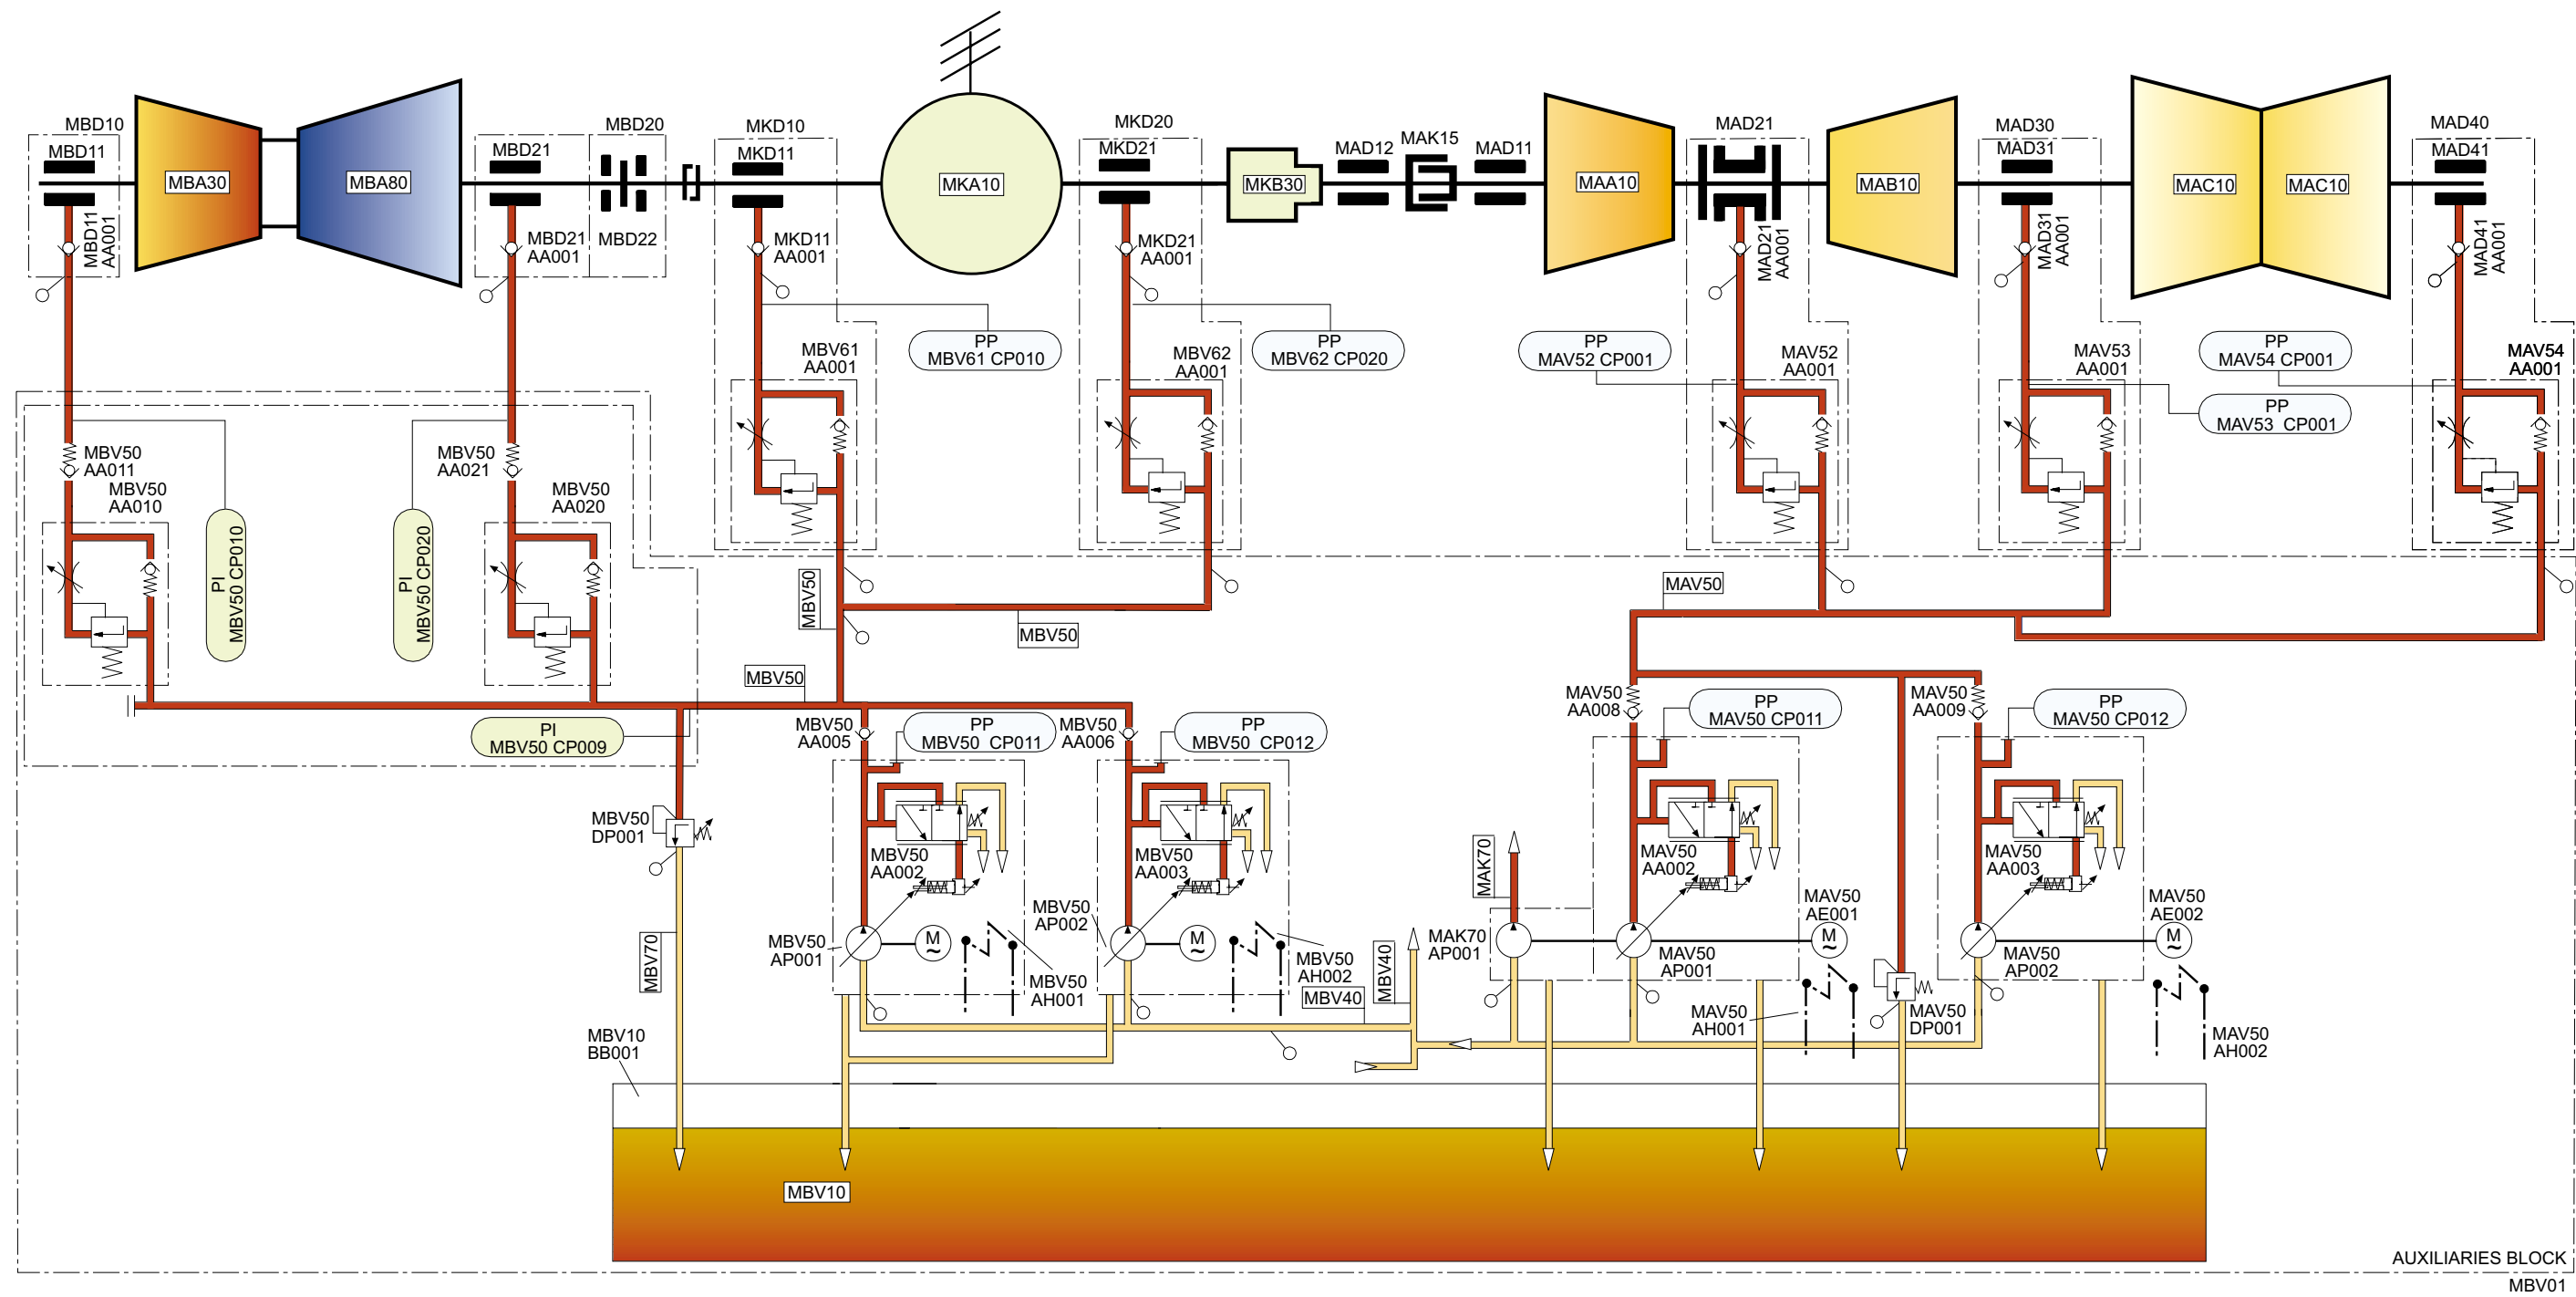 MBD10
MBD11
MBA30
MBA80
MBD21
MBD20
MBD22
MKD10
MKD11
MKA10
MKD20
MKD21
MKB30
MAD12
MAK15
MAD11
MAA10
MAD21
MAB10
MAD30
MAD31
MAC10
MAC10
MAD40
MAD41
MBD11
AA001
MBD21
AA001
MKD11
AA001
MKD21
AA001
MAD21
AA001
MAD31
AA001
MAD41
AA001
MBV61
AA001
PP
MBV61 CP010
MBV62
AA001
PP
MBV62 CP020
PP
MAV52 CP001
MAV52
AA001
MAV53
AA001
PP
MAV54 CP001
PP
MAV53 CP001
MAV54
AA001
MBV50
AA011
MBV50
AA010
PI
MBV50 CP010
PI
MBV50 CP020
MBV50
AA021
MBV50
AA020
MBV50
MBV50
MBV50
MAV50
PI
MBV50 CP009
MBV50
AA005
PP
MBV50 CP011
MBV50
AA006
PP
MBV50 CP012
MAV50
AA008
PP
MAV50 CP011
MAV50
AA009
PP
MAV50 CP012
MBV50
DP001
MBV50
AA002
MBV50
AA003
MAK70
MAV50
AA002
MAV50
AA003
MBV70
MBV50
AP001
M
~
MBV50
AH001
MBV50
AP002
M
~
MBV50
AH002
MBV40
MBV40
MAK70
AP001
MAV50
AP001
MAV50
AE001
M
~
MAV50
AP002
MAV50
AE002
M
~
MAV50
AH001
MAV50
DP001
MAV50
AH002
MBV10
BB001
MBV10
AUXILIARIES BLOCK
MBV01